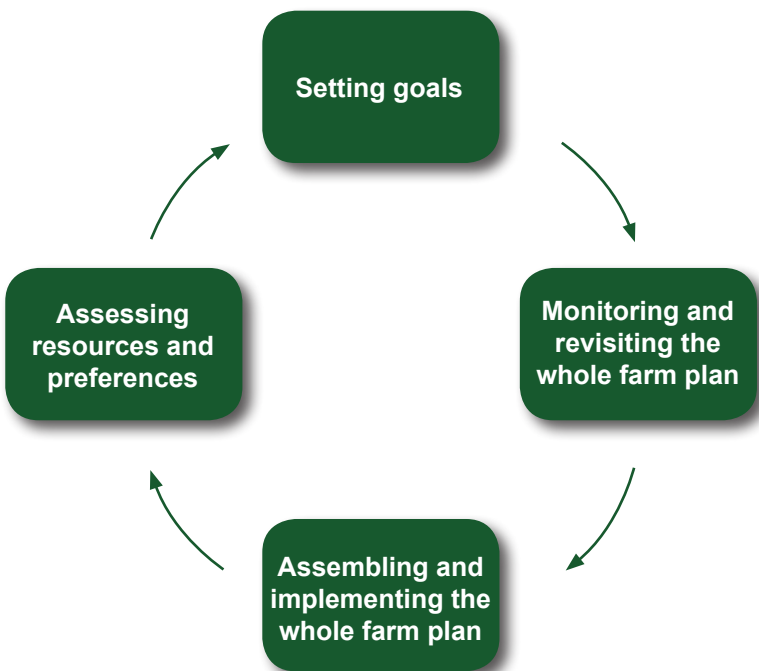 Setting goals
Assessing
resources and
preferences
Monitoring and
revisiting the
whole farm plan
Assembling and
implementing the
whole farm plan